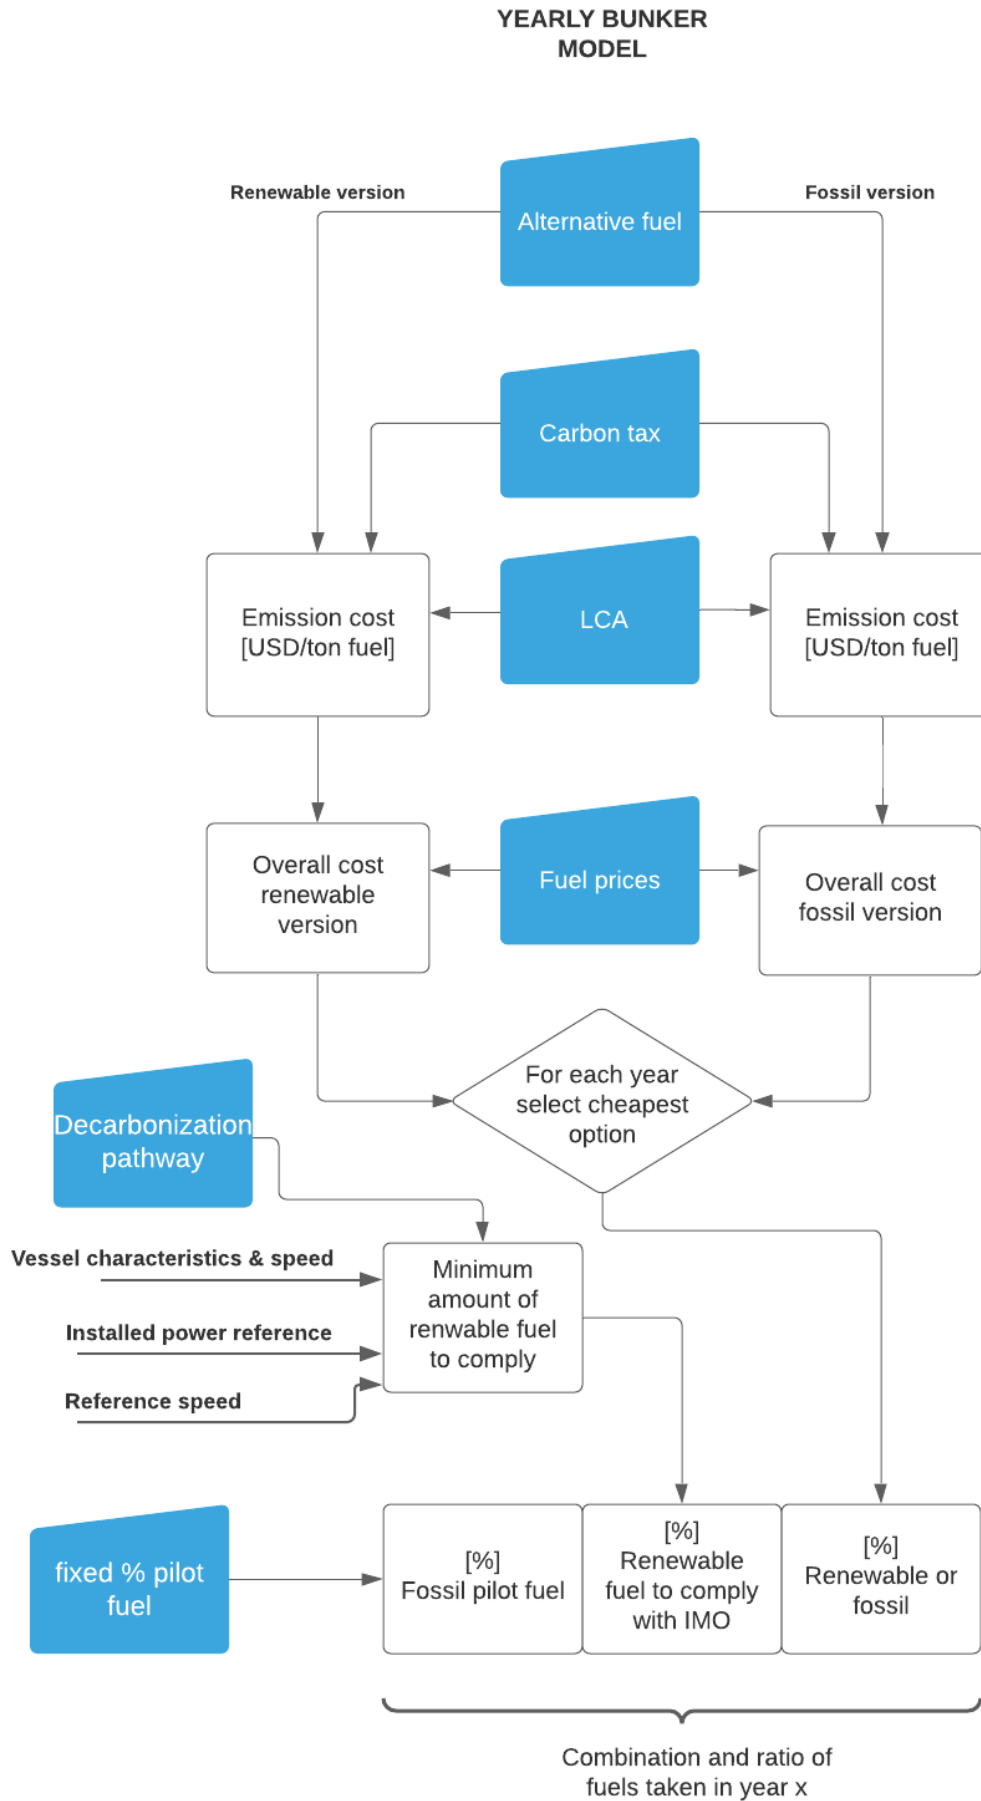 YEARLY BUNKER
MODEL
Renewable version
Fossil version
Alternative fuel
Carbon tax
Emission cost
[USD/ton fuel]
LCA
Emission cost
[USD/ton fuel]
Overall cost
renewable
version
Fuel prices
Overall cost
fossil version
For each year
select cheapest
option
Decarbonization
pathway
Vessel characteristics & speed
Installed power reference
Reference speed
Minimum
amount of
renwable fuel
to comply
fixed % pilot
fuel
[%]
Fossil pilot fuel
[%]
Renewable
fuel to comply
with IMO
[%]
Renewable or
fossil
Combination and ratio of
fuels taken in year x